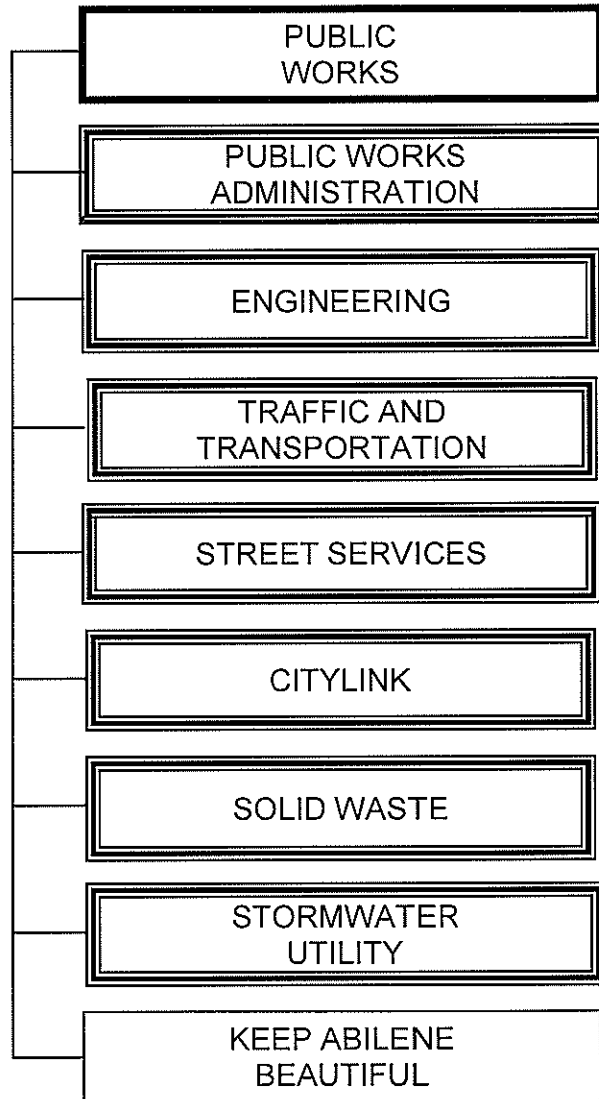 PUBLIC
WORKS
PUBLIC WORKS
ADMINISTRATION
ENGINEERING
TRAFFIC AND
TRANSPORTATION
STREET SERVICES
CITYLINK
SOLID WASTE
STORMWATER
UTILITY
KEEP ABILENE
BEAUTIFUL